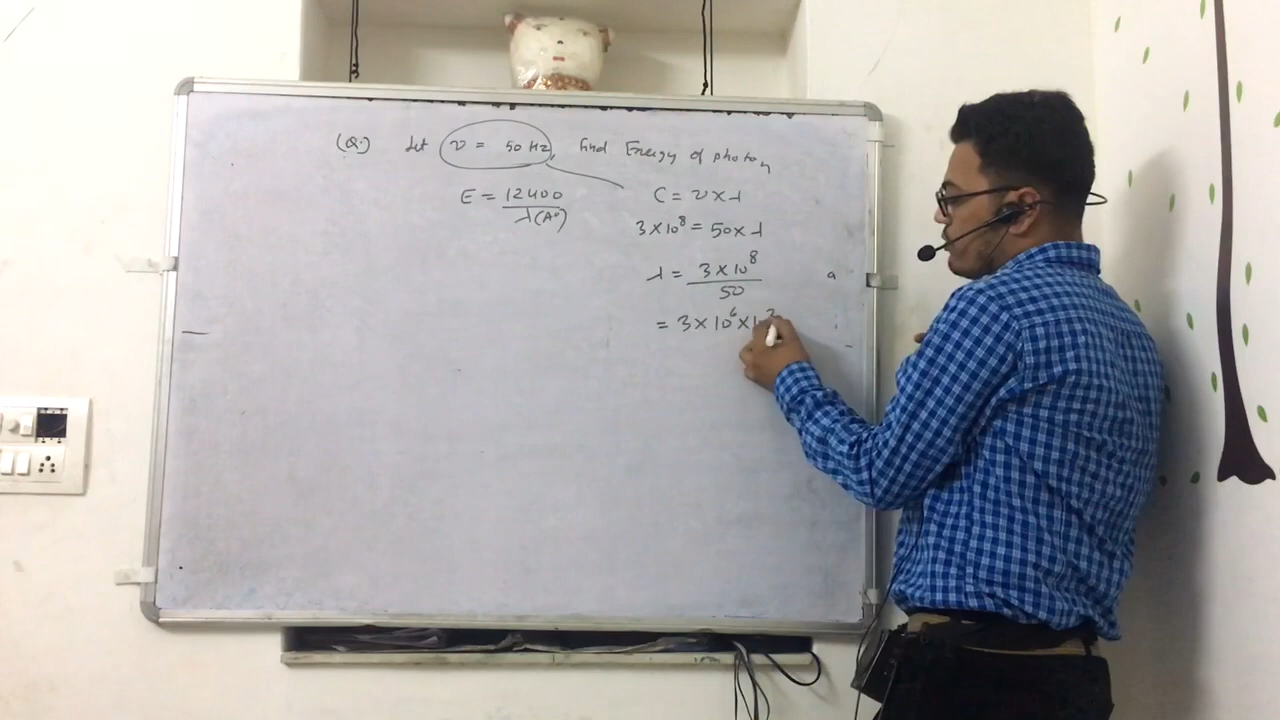 (Q.) Let ν = 50 Hz, find Energy of photon
E = 12400 / λ(A°)
C = ν × λ
3 × 10⁸ = 50 × λ
λ = 3 × 10⁸ / 50
= 3 × 10⁶ ×
a